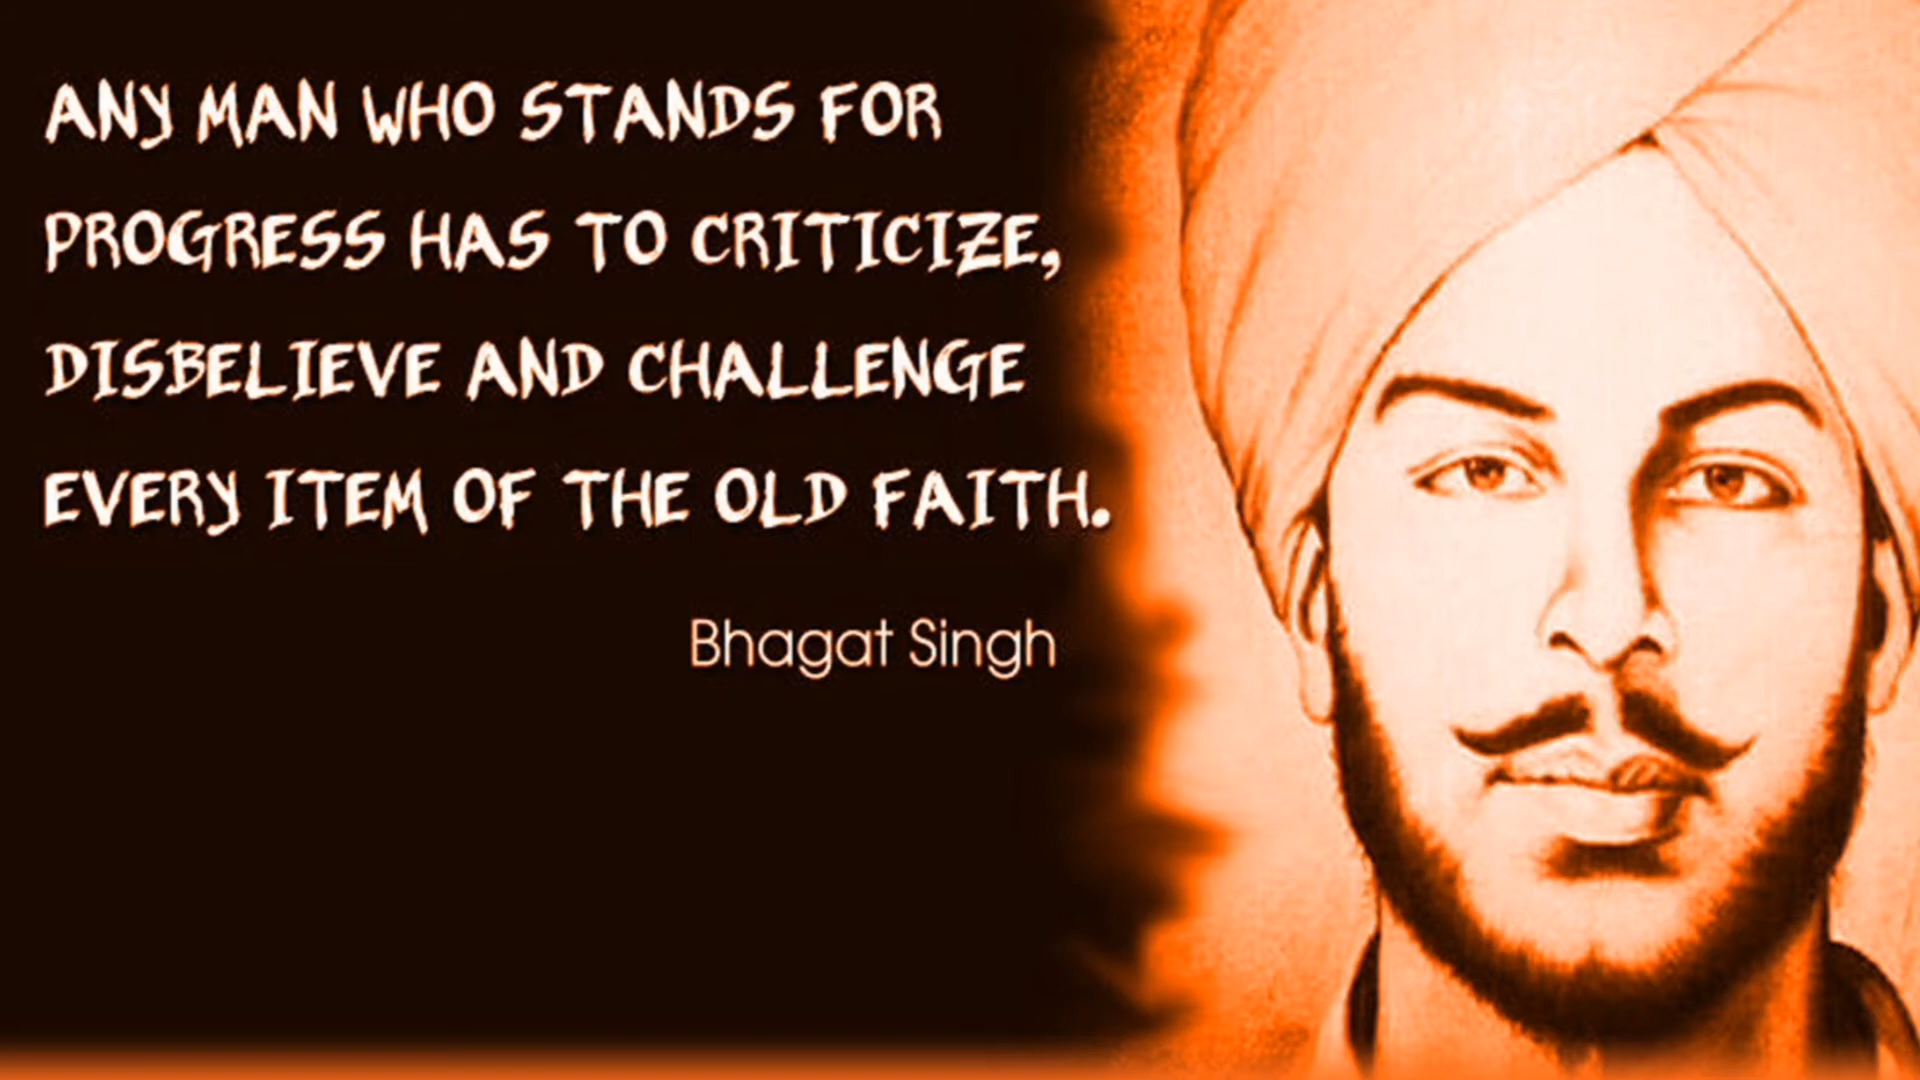 ANY MAN WHO STANDS FOR
PROGRESS HAS TO CRITICIZE,
DISBELIEVE AND CHALLENGE
EVERY ITEM OF THE OLD FAITH.
Bhagat Singh